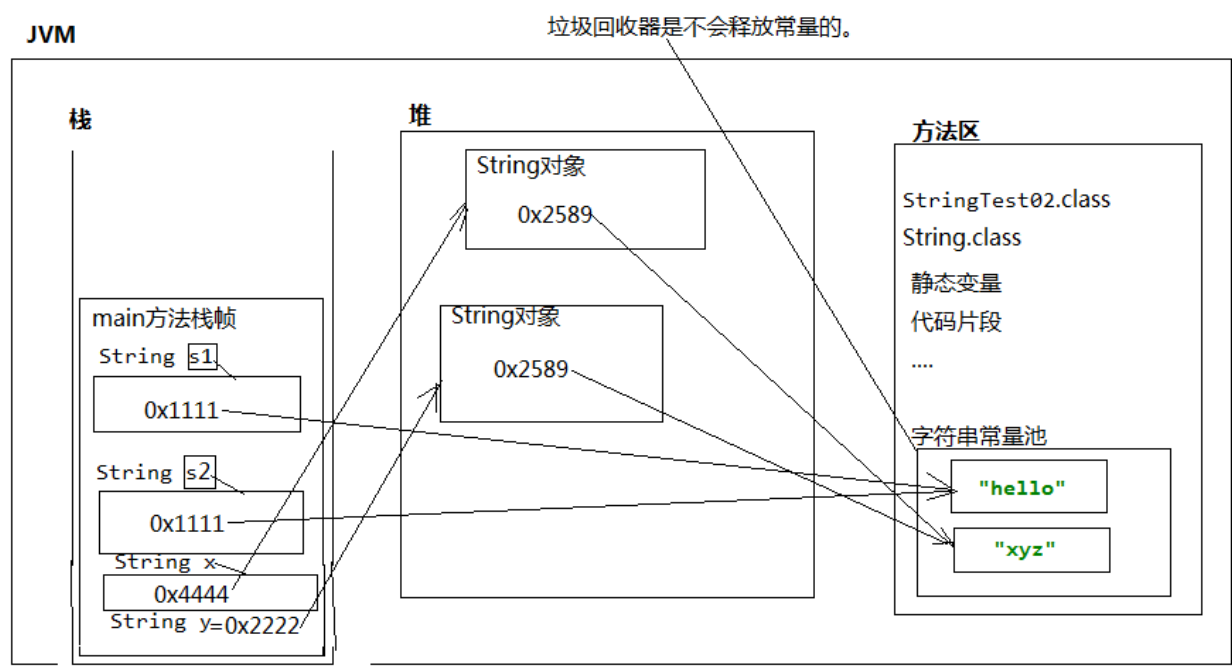 垃圾回收器是不会释放常量的。
JVM
栈
堆
方法区
String对象
0x2589
StringTest02.class
String.class
静态变量
代码片段
....
main方法栈帧
String s1
0x1111
String对象
0x2589
字符串常量池
"hello"
"xyz"
String s2
0x1111
String x
0x4444
String y=0x2222